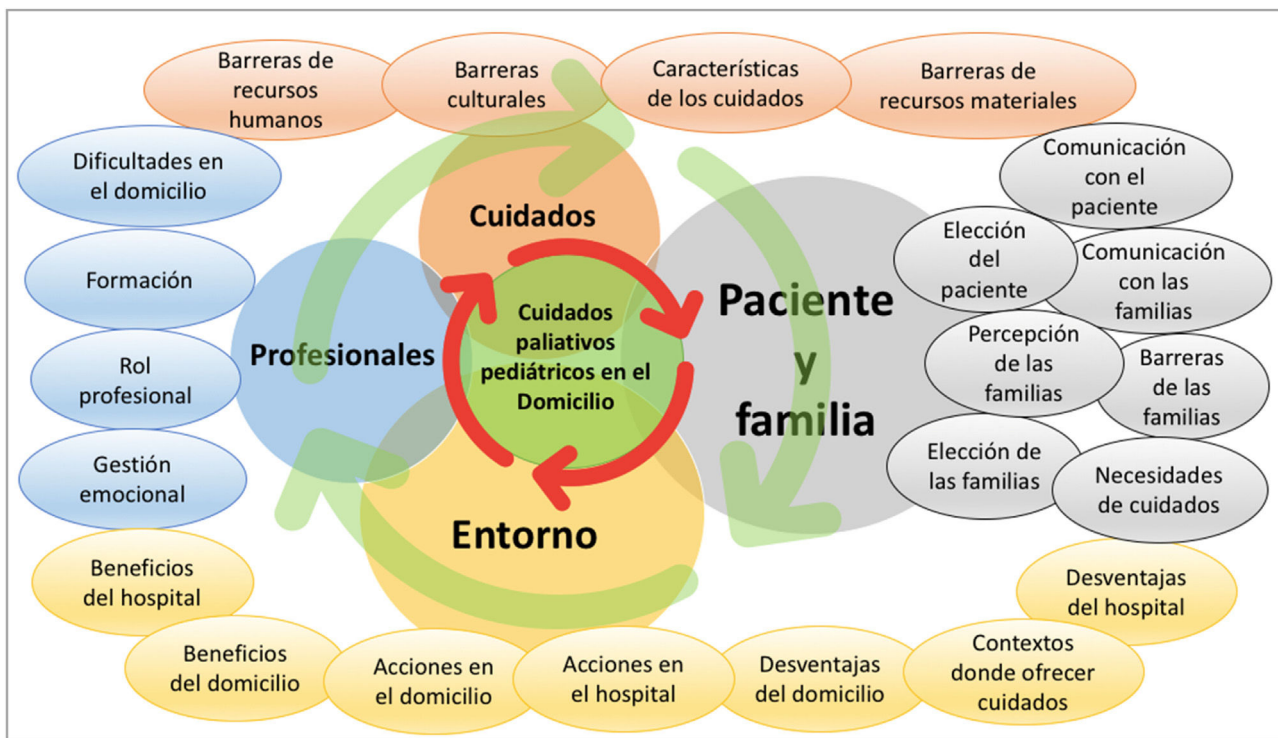 Barreras de
recursos
humanos
Barreras
culturales
Características
de los cuidados
Barreras de
recursos materiales
Dificultades en
el domicilio
Formación
Rol
profesional
Gestión
emocional
Cuidados
Profesionales
Cuidados
paliativos
pediátricos en el
Domicilio
Paciente
y
familia
Entorno
Comunicación
con el
paciente
Elección
del
paciente
Comunicación
con las
familias
Percepción
de las
familias
Barreras
de las
familias
Elección de
las familias
Necesidades
de cuidados
Beneficios
del hospital
Beneficios
del domicilio
Acciones en
el domicilio
Acciones en
el hospital
Desventajas
del domicilio
Contextos
donde ofrecer
cuidados
Desventajas
del hospital